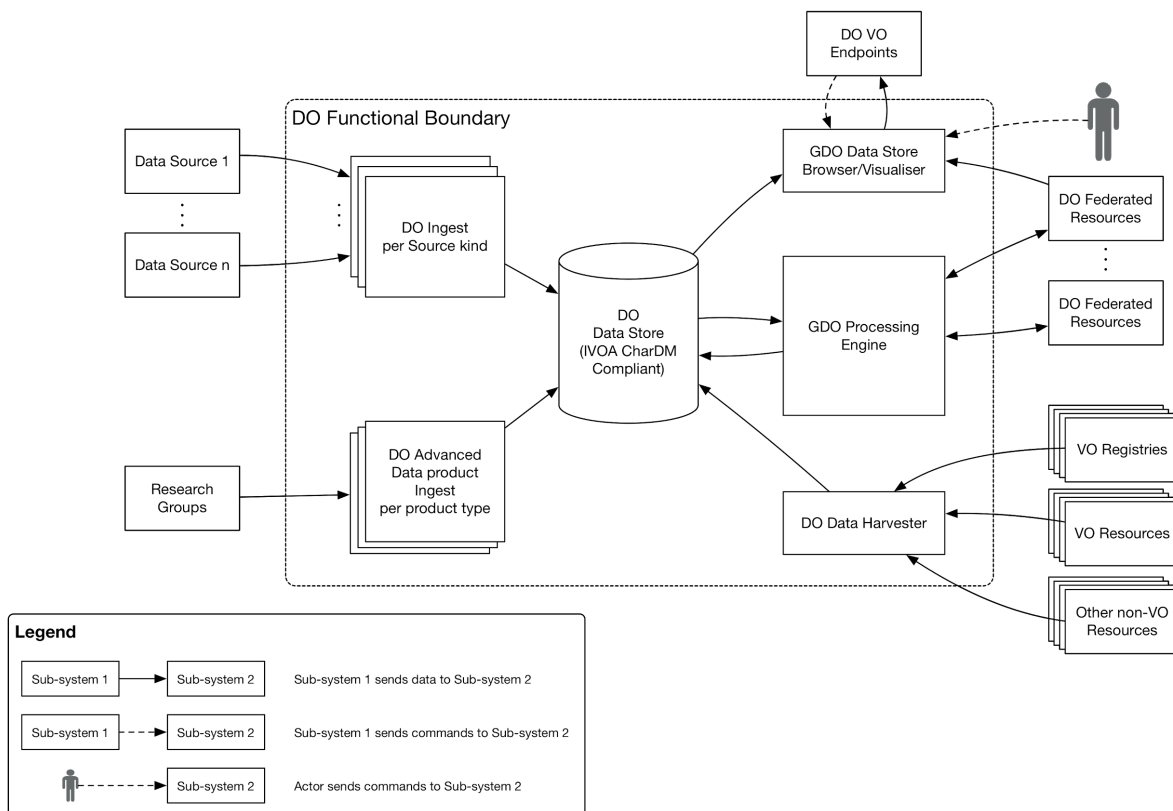 DO VO
Endpoints
DO Functional Boundary
Data Source 1
Data Source n
DO Ingest
per Source kind
GDO Data Store
Browser/Visualiser
DO Federated
Resources
DO Federated
Resources
DO
Data Store
(IVOA CharDM
Compliant)
GDO Processing
Engine
Research
Groups
DO Advanced
Data product
Ingest
per product type
DO Data Harvester
VO Registries
VO Resources
Other non-VO
Resources
Legend
Sub-system 1
Sub-system 2
Sub-system 1 sends data to Sub-system 2
Sub-system 1
Sub-system 2
Sub-system 1 sends commands to Sub-system 2
Sub-system 2
Actor sends commands to Sub-system 2